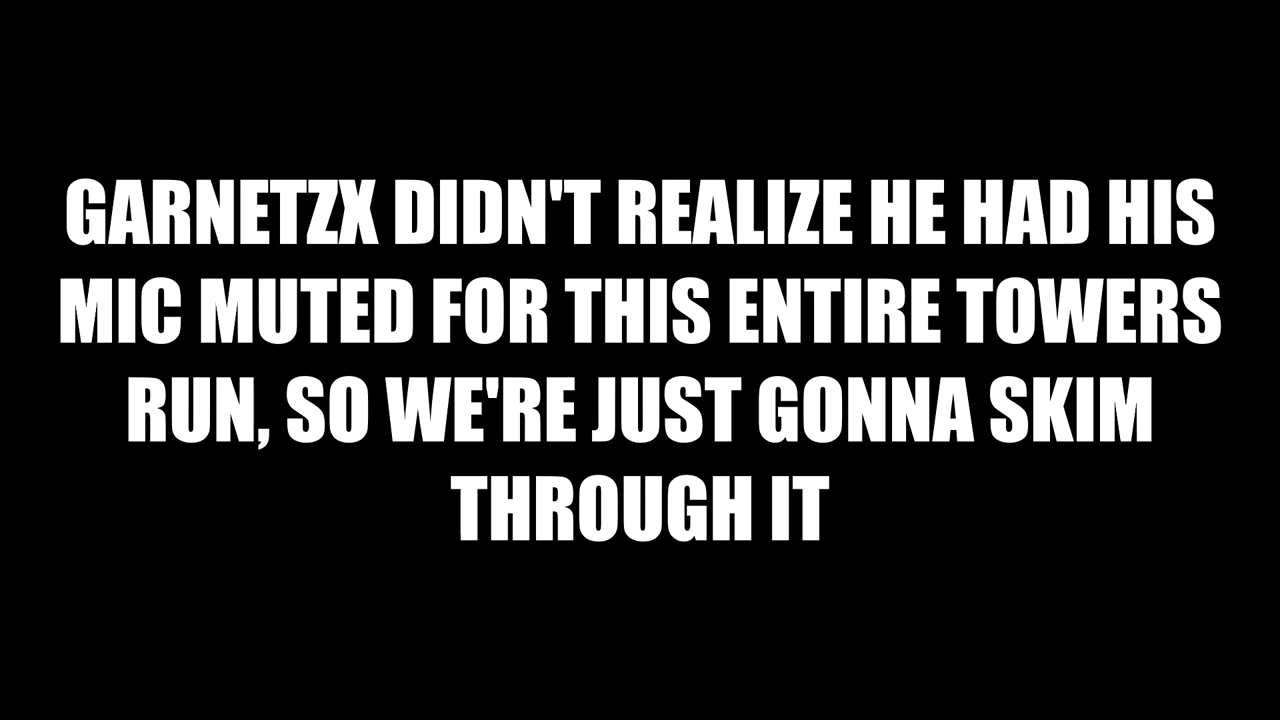 GARNETZX DIDN'T REALIZE HE HAD HIS
MIC MUTED FOR THIS ENTIRE TOWERS
RUN, SO WE'RE JUST GONNA SKIM
THROUGH IT